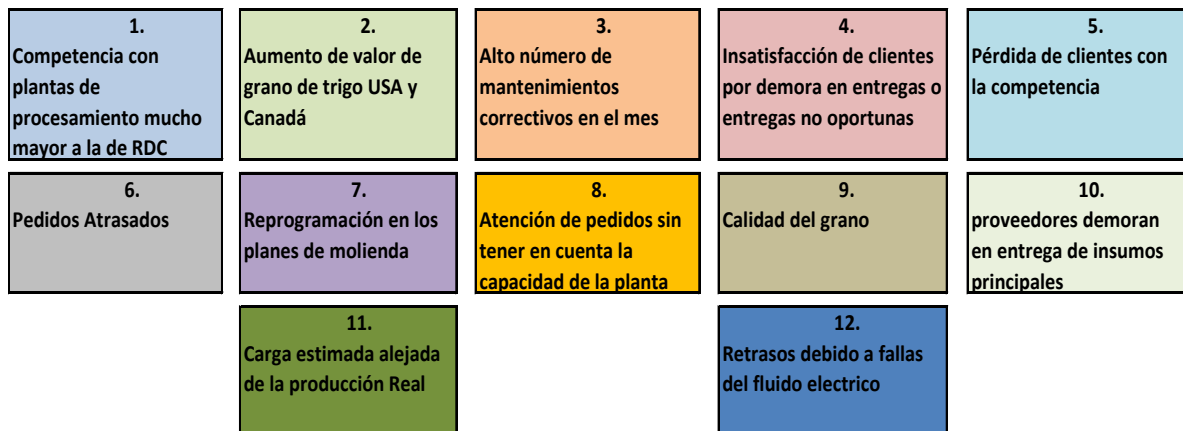 1.
Competencia con
plantas de
procesamiento mucho
mayor a la de RDC
2.
Aumento de valor de
grano de trigo USA y
Canadá
3.
Alto número de
mantenimientos
correctivos en el mes
4.
Insatisfacción de clientes
por demora en entregas o
entregas no oportunas
5.
Pérdida de clientes con
la competencia
6.
Pedidos Atrasados
7.
Reprogramación en los
planes de molienda
8.
Atención de pedidos sin
tener en cuenta la
capacidad de la planta
9.
Calidad del grano
10.
proveedores demoran
en entrega de insumos
principales
11.
Carga estimada alejada
de la producción Real
12.
Retrasos debido a fallas
del fluido electrico